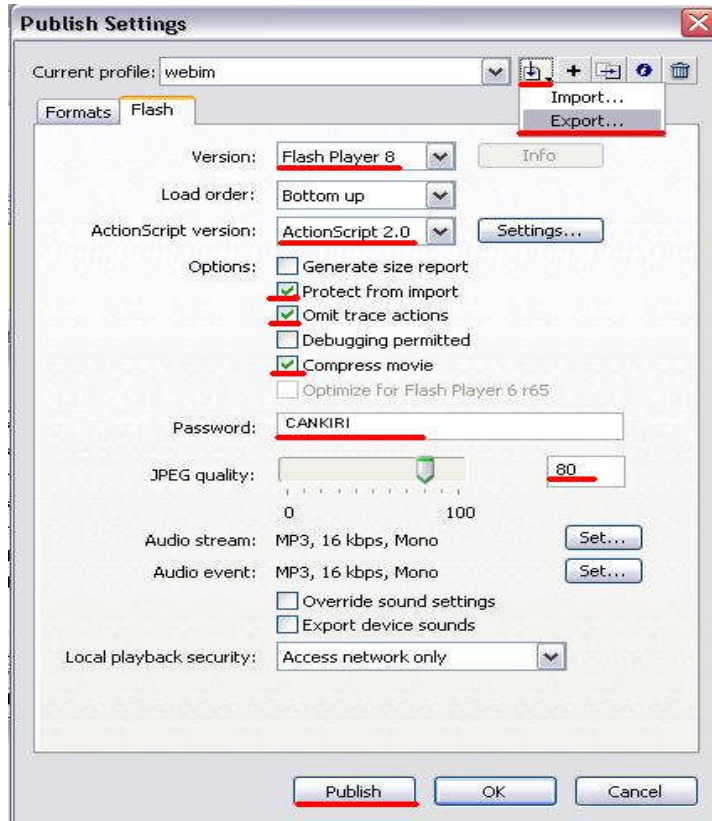 Publish Settings
Current profile: webim
Import...
Export...
Formats Flash
Version: Flash Player 8 Info
Load order: Bottom up
ActionScript version: ActionScript 2.0 Settings...
Options: Generate size report
Protect from import
Omit trace actions
Debugging permitted
Compress movie
Optimize for Flash Player 6 r65
Password: CANKIRI
JPEG quality: 80
0 100
Audio stream: MP3, 16 kbps, Mono Set...
Audio event: MP3, 16 kbps, Mono Set...
Override sound settings
Export device sounds
Local playback security: Access network only
Publish OK Cancel